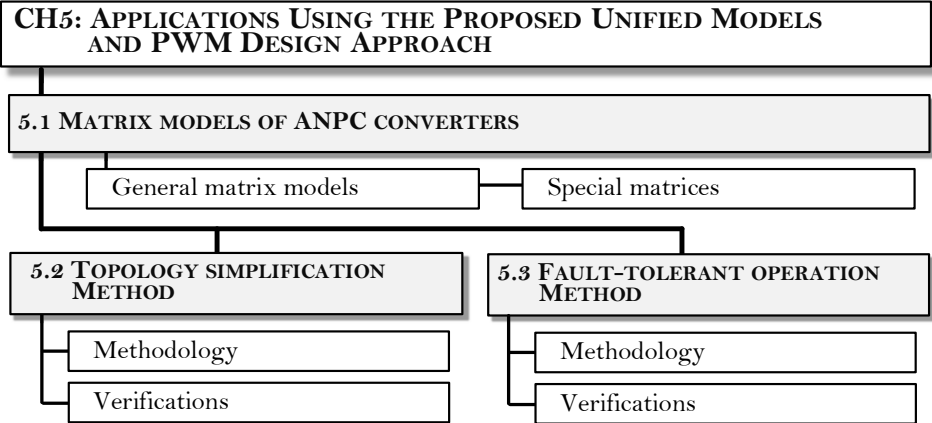 CH5: Applications Using the Proposed Unified Models
and PWM Design Approach
5.1 Matrix models of ANPC converters
General matrix models
Special matrices
5.2 Topology simplification
Method
5.3 Fault-tolerant operation
Method
Methodology
Verifications
Methodology
Verifications